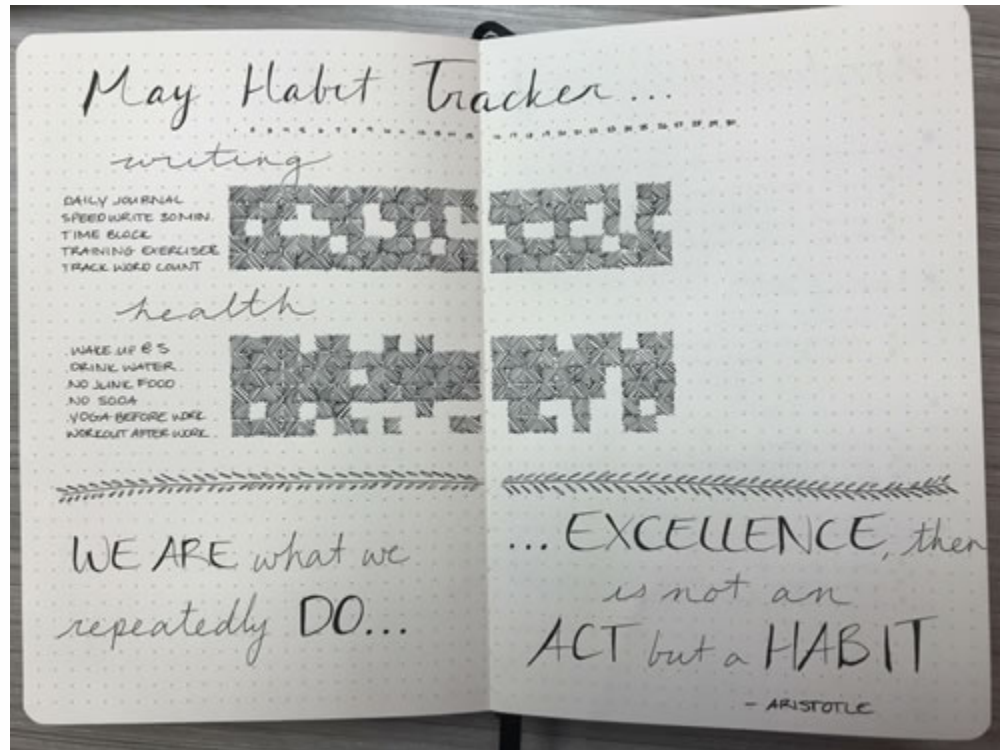 May Habit Tracker...
writing
DAILY JOURNAL
SPEEDWRITE 30 MIN.
TIME BLOCK
TRAINING EXERCISES
TRACK WORD COUNT
health
WAKE UP @ 5
DRINK WATER
NO JUNK FOOD
NO SODA
YOGA BEFORE WORK
WORKOUT AFTER WORK
WE ARE what we
repeatedly DO...
... EXCELLENCE, then
is not an
ACT but a HABIT
- ARISTOTLE